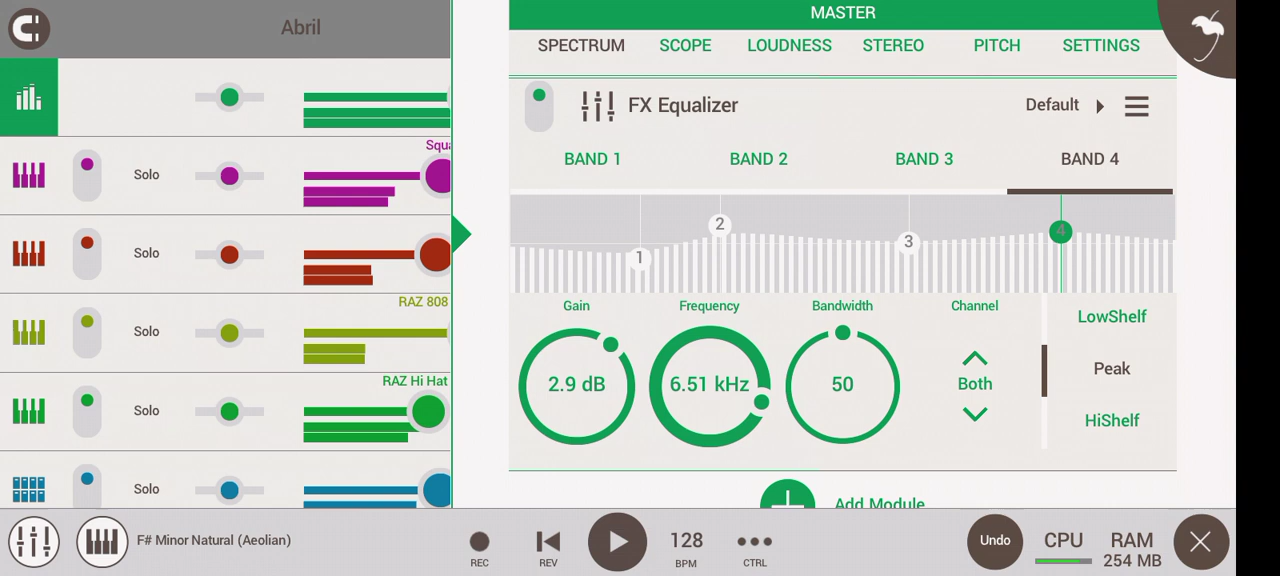 Abril
MASTER
SPECTRUM SCOPE LOUDNESS STEREO PITCH SETTINGS
FX Equalizer Default
BAND 1 BAND 2 BAND 3 BAND 4
1 2 3 4
Gain Frequency Bandwidth Channel
2.9 dB 6.51 kHz 50 Both
LowShelf
Peak
HiShelf
Add Module
Squa
Solo
Solo
RAZ 808
Solo
RAZ Hi Hat
Solo
Solo
F# Minor Natural (Aeolian)
REC
REV
128
BPM
CTRL
Undo
CPU
RAM
254 MB